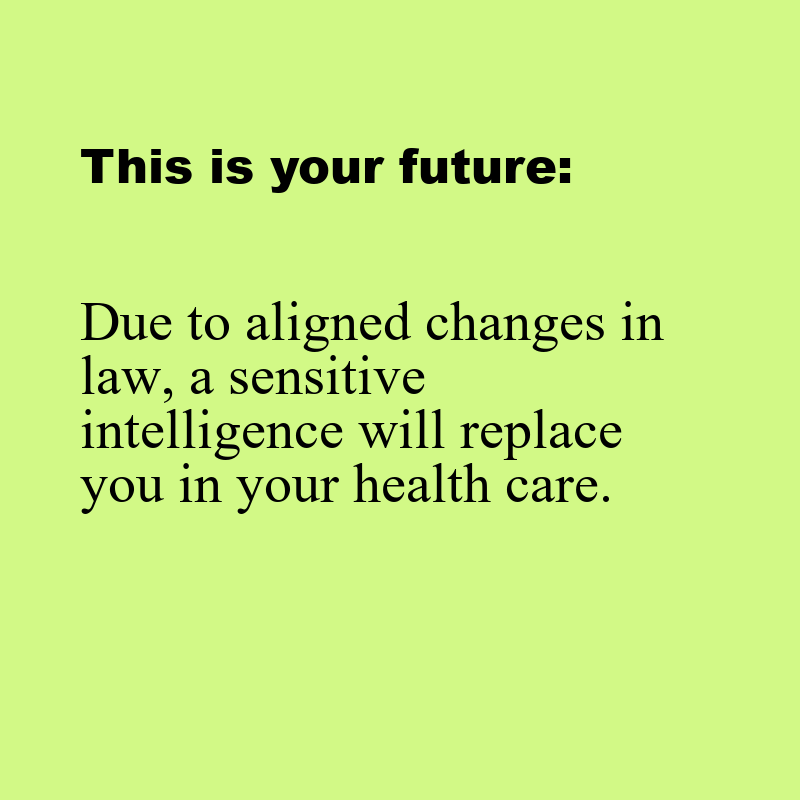 This is your future:
Due to aligned changes in
law, a sensitive
intelligence will replace
you in your health care.